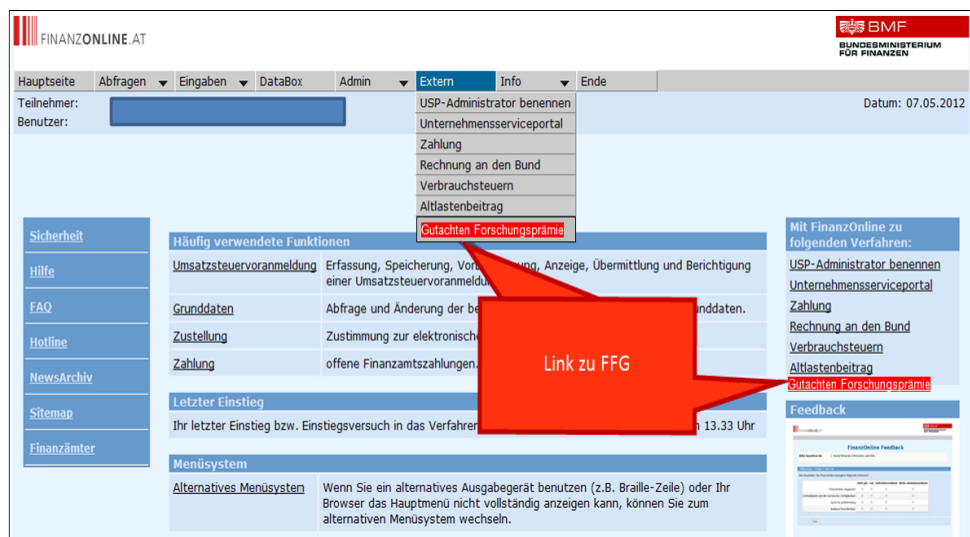 FINANZONLINE.AT
BMF
BUNDESMINISTERIUM
FÜR FINANZEN
Hauptseite Abfragen Eingaben DataBox Admin Extern Info Ende
Teilnehmer:
Benutzer:
Datum: 07.05.2012
USP-Administrator benennen
Unternehmensserviceportal
Zahlung
Rechnung an den Bund
Verbrauchsteuern
Altlastenbeitrag
Gutachten Forschungsprämie
Sicherheit
Hilfe
FAQ
Hotline
NewsArchiv
Sitemap
Finanzämter
Häufig verwendete Funktionen
Umsatzsteuervoranmeldung Erfassung, Speicherung, Anzeige, Übermittlung und Berichtigung
einer
Grunddaten Abfrage und Änderung der
Zustellung Zustimmung zur
Zahlung offene Finanzamtszahlungen.
Letzter Einstieg
Ihr letzter Einstieg bzw. Einstiegsversuch in das Verfahren 13.33 Uhr
Menüsystem
Alternatives Menüsystem Wenn Sie ein alternatives Ausgabegerät benutzen (z.B. Braille-Zeile) oder Ihr
Browser das Hauptmenü nicht vollständig anzeigen kann, können Sie zum
alternativen Menüsystem wechseln.
Link zu FFG
Mit FinanzOnline zu
folgenden Verfahren:
USP-Administrator benennen
Unternehmensserviceportal
Zahlung
Rechnung an den Bund
Verbrauchsteuern
Altlastenbeitrag
Gutachten Forschungsprämie
Feedback
FinanzOnline Feedback